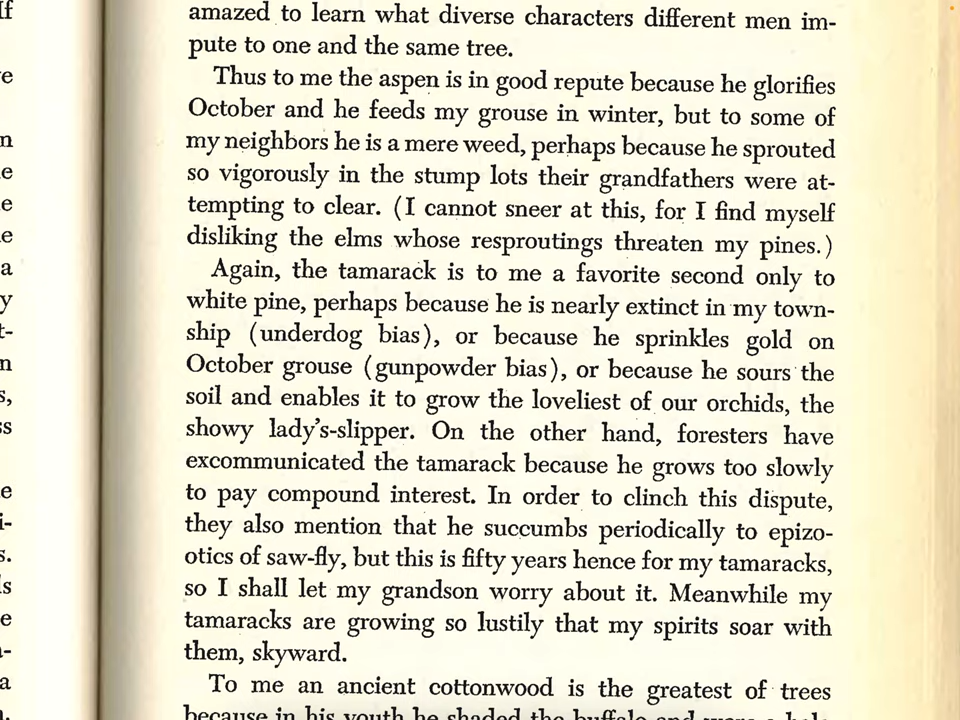 amazed to learn what diverse characters different men im-
pute to one and the same tree.
Thus to me the aspen is in good repute because he glorifies
October and he feeds my grouse in winter, but to some of
my neighbors he is a mere weed, perhaps because he sprouted
so vigorously in the stump lots their grandfathers were at-
tempting to clear. (I cannot sneer at this, for I find myself
disliking the elms whose resproutings threaten my pines.)
Again, the tamarack is to me a favorite second only to
white pine, perhaps because he is nearly extinct in my town-
ship (underdog bias), or because he sprinkles gold on
October grouse (gunpowder bias), or because he sours the
soil and enables it to grow the loveliest of our orchids, the
showy lady's-slipper. On the other hand, foresters have
excommunicated the tamarack because he grows too slowly
to pay compound interest. In order to clinch this dispute,
they also mention that he succumbs periodically to epizo-
otics of saw-fly, but this is fifty years hence for my tamaracks,
so I shall let my grandson worry about it. Meanwhile my
tamaracks are growing so lustily that my spirits soar with
them, skyward.
To me an ancient cottonwood is the greatest of trees
because in his youth he shaded the buffalo and wore a halo